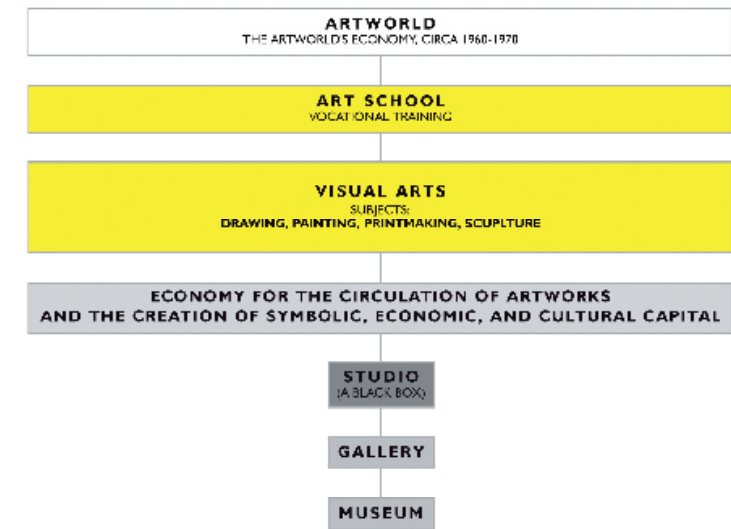 ARTWORLD
THE ARTWORLD'S ECONOMY, CIRCA 1960-1970
ART SCHOOL
VOCATIONAL TRAINING
VISUAL ARTS
SUBJECTS:
DRAWING, PAINTING, PRINTMAKING, SCUPLTURE
ECONOMY FOR THE CIRCULATION OF ARTWORKS
AND THE CREATION OF SYMBOLIC, ECONOMIC, AND CULTURAL CAPITAL
STUDIO
(A BLACK BOX)
GALLERY
MUSEUM